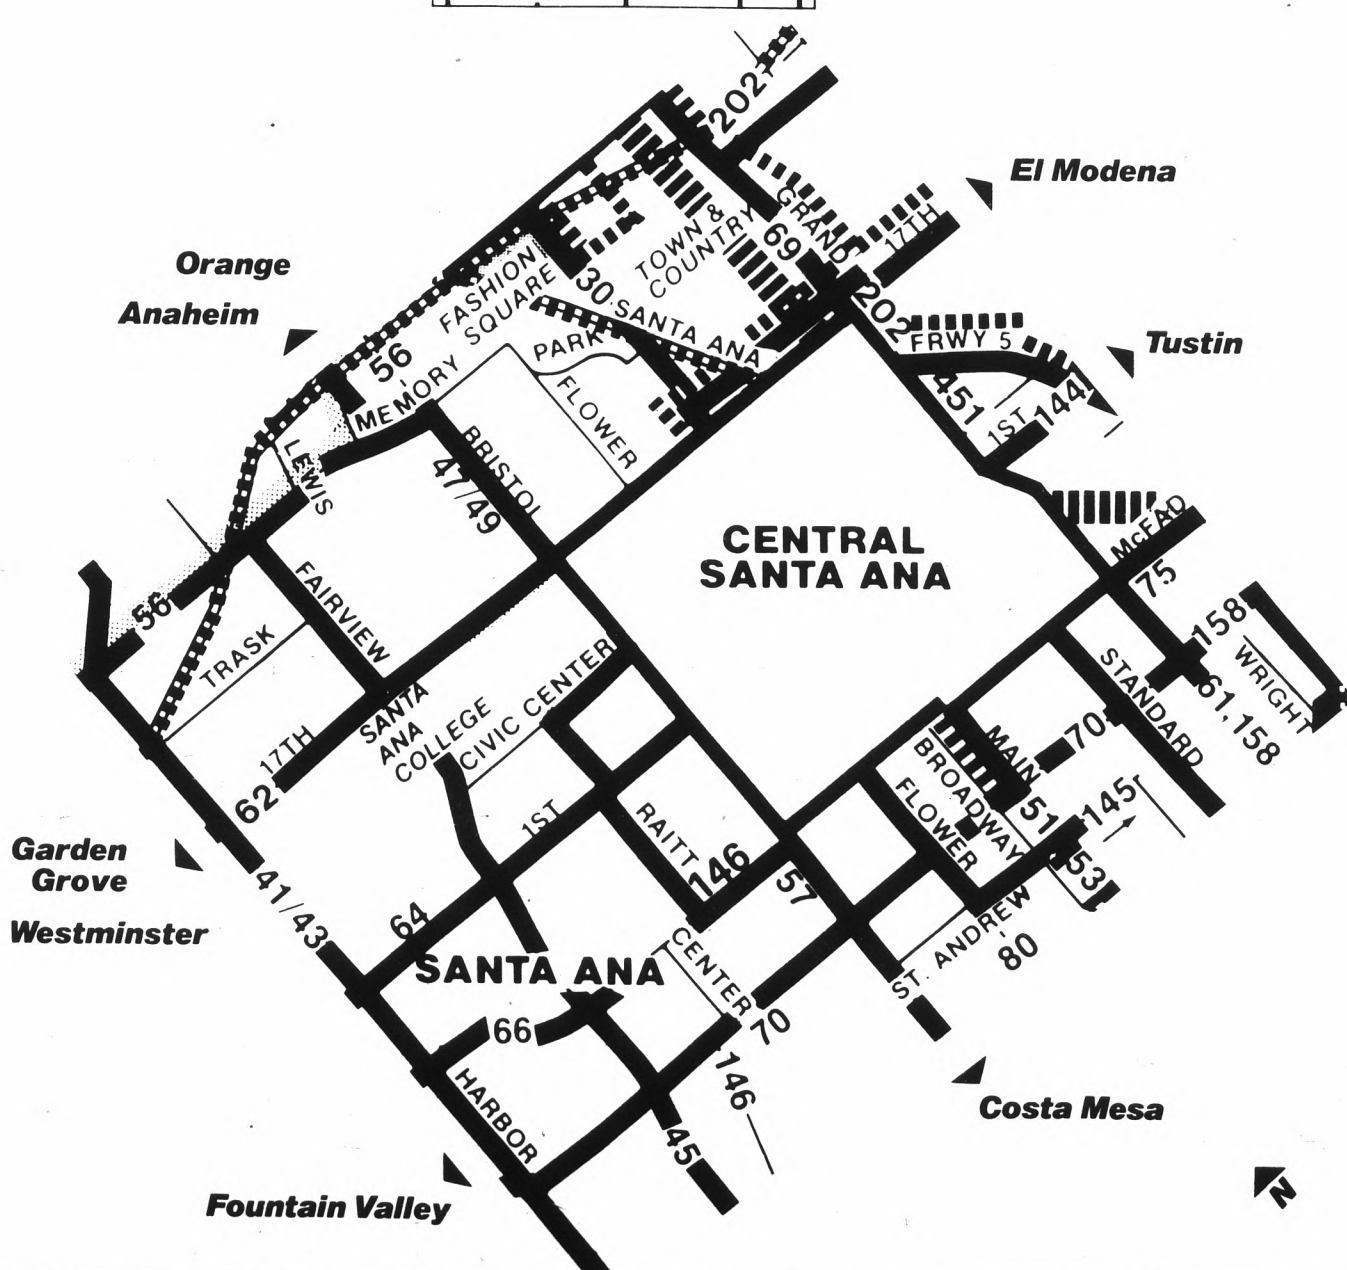 202
El Modena
GRAND
17TH
Orange
Anaheim
TOWN &
COUNTRY
69
FASHION
SQUARE
30
SANTA ANA
202
FRWY 5
Tustin
56
MEMORY
PARK
FLOWER
451
1ST
144
LEWIS
BRISTOL
47/49
CENTRAL
SANTA ANA
McFAD
75
56
FAIRVIEW
TRASK
158
WRIGHT
STANDARD
61,158
17TH
62
SANTA
ANA
COLLEGE
CIVIC CENTER
MAIN
70
BROADWAY
FLOWER
51
145
53
1ST
RAITT
146
57
Garden
Grove
Westminster
41/43
64
SANTA ANA
CENTER
ST. ANDREW
80
66
70
HARBOR
146
45
Costa Mesa
Fountain Valley
N